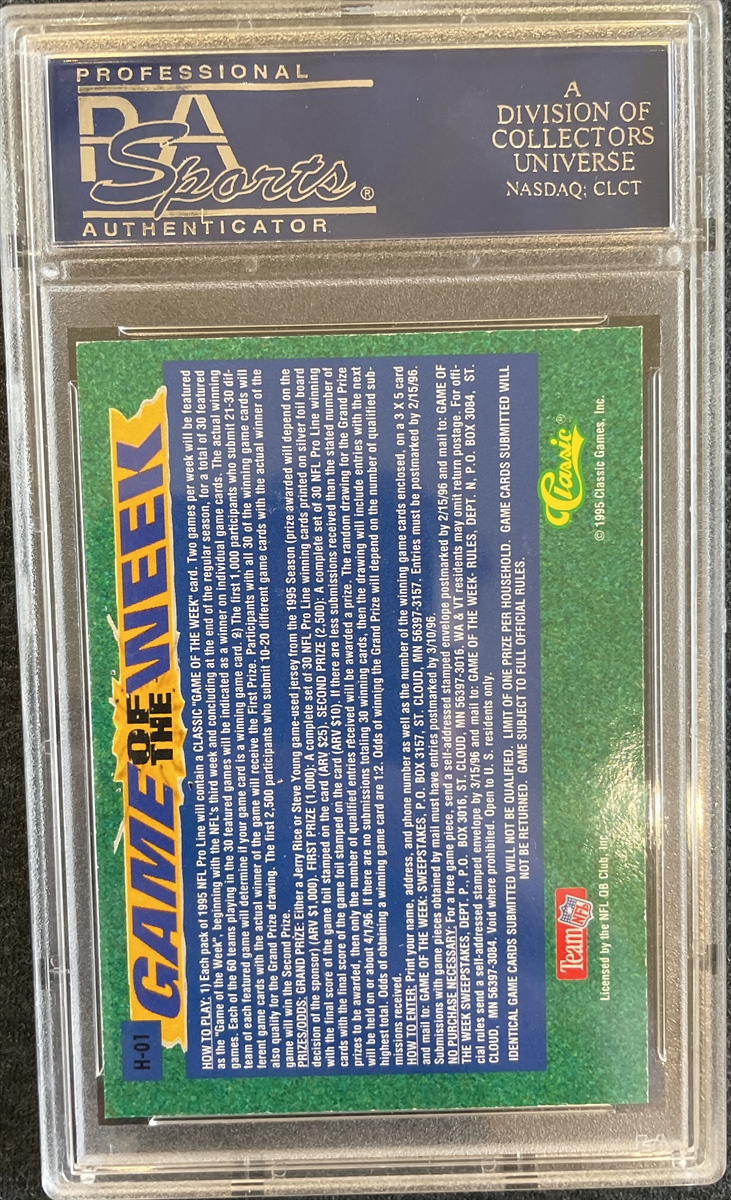 PROFESSIONAL
PSA
Sports®
AUTHENTICATOR
A
DIVISION OF
COLLECTORS
UNIVERSE
NASDAQ: CLCT
H-01
GAME OF THE WEEK
HOW TO PLAY: 1) Each pack of 1995 NFL Pro Line will contain a CLASSIC "GAME OF THE WEEK" card. Two games per week will be featured
as the "Game of the Week", beginning with the NFL's third week and concluding at the end of the regular season, for a total of 30 featured
games. Each of the 60 teams playing in the 30 featured games will be indicated as a winner on individual game cards. The actual winning
team of each featured game will determine if your game card is a winning game card. 2) The first 1,000 participants who submit 21-30 dif-
ferent game cards with the actual winner of the game will receive the First Prize. Participants with all 30 of the winning game cards will
also qualify for the Grand Prize drawing. The first 2,500 participants who submit 10-20 different game cards with the actual winner of the
game will win the Second Prize.
PRIZES/ODDS: GRAND PRIZE: Either a Jerry Rice or Steve Young game-used jersey from the 1995 Season (prize awarded will depend on the
decision of the sponsor) (ARV $1,000), FIRST PRIZE (1,000): A complete set of 30 NFL Pro Line winning cards printed on silver foil board
with the final score of the game foil stamped on the card (ARV $25), SECOND PRIZE (2,500): A complete set of 30 NFL Pro Line winning
cards with the final score of the game foil stamped on the card (ARV $10). If there are less submissions received than the stated number of
prizes to be awarded, then only the number of qualified entries received will be awarded a prize. The random drawing for the Grand Prize
will be held on or about 4/1/96. If there are no submissions totaling 30 winning cards, then the drawing will include entries with the next
highest total. Odds of obtaining a winning game card are 1:2. Odds of winning the Grand Prize will depend on the number of qualified sub-
missions received.
HOW TO ENTER: Print your name, address, and phone number as well as the number of the winning game cards enclosed, on a 3 X 5 card
and mail to: GAME OF THE WEEK: SWEEPSTAKES, P.O. BOX 3157, ST. CLOUD, MN 56397-3157. Entries must be postmarked by 2/15/96.
Submissions with game pieces obtained by mail must have entries postmarked by 3/10/96.
NO PURCHASE NECESSARY: For a free game piece, send a self-addressed stamped envelope postmarked by 2/15/96 and mail to: GAME OF
THE WEEK SWEEPSTAKES, DEPT. P., P.O. BOX 3016, ST. CLOUD, MN 56397-3016. WA & VT residents may omit return postage. For offi-
cial rules send a self-addressed stamped envelope by 3/15/96 and mail to: GAME OF THE WEEK- RULES, DEPT. N, P.O. BOX 3084, ST.
CLOUD, MN 56397-3084. Void where prohibited. Open to U.S. residents only.
IDENTICAL GAME CARDS SUBMITTED WILL NOT BE QUALIFIED. LIMIT OF ONE PRIZE PER HOUSEHOLD. GAME CARDS SUBMITTED WILL
NOT BE RETURNED. GAME SUBJECT TO FULL OFFICIAL RULES.
Team NFL
Licensed by the NFL QB Club, Inc.
Classic®
© 1995 Classic Games, Inc.